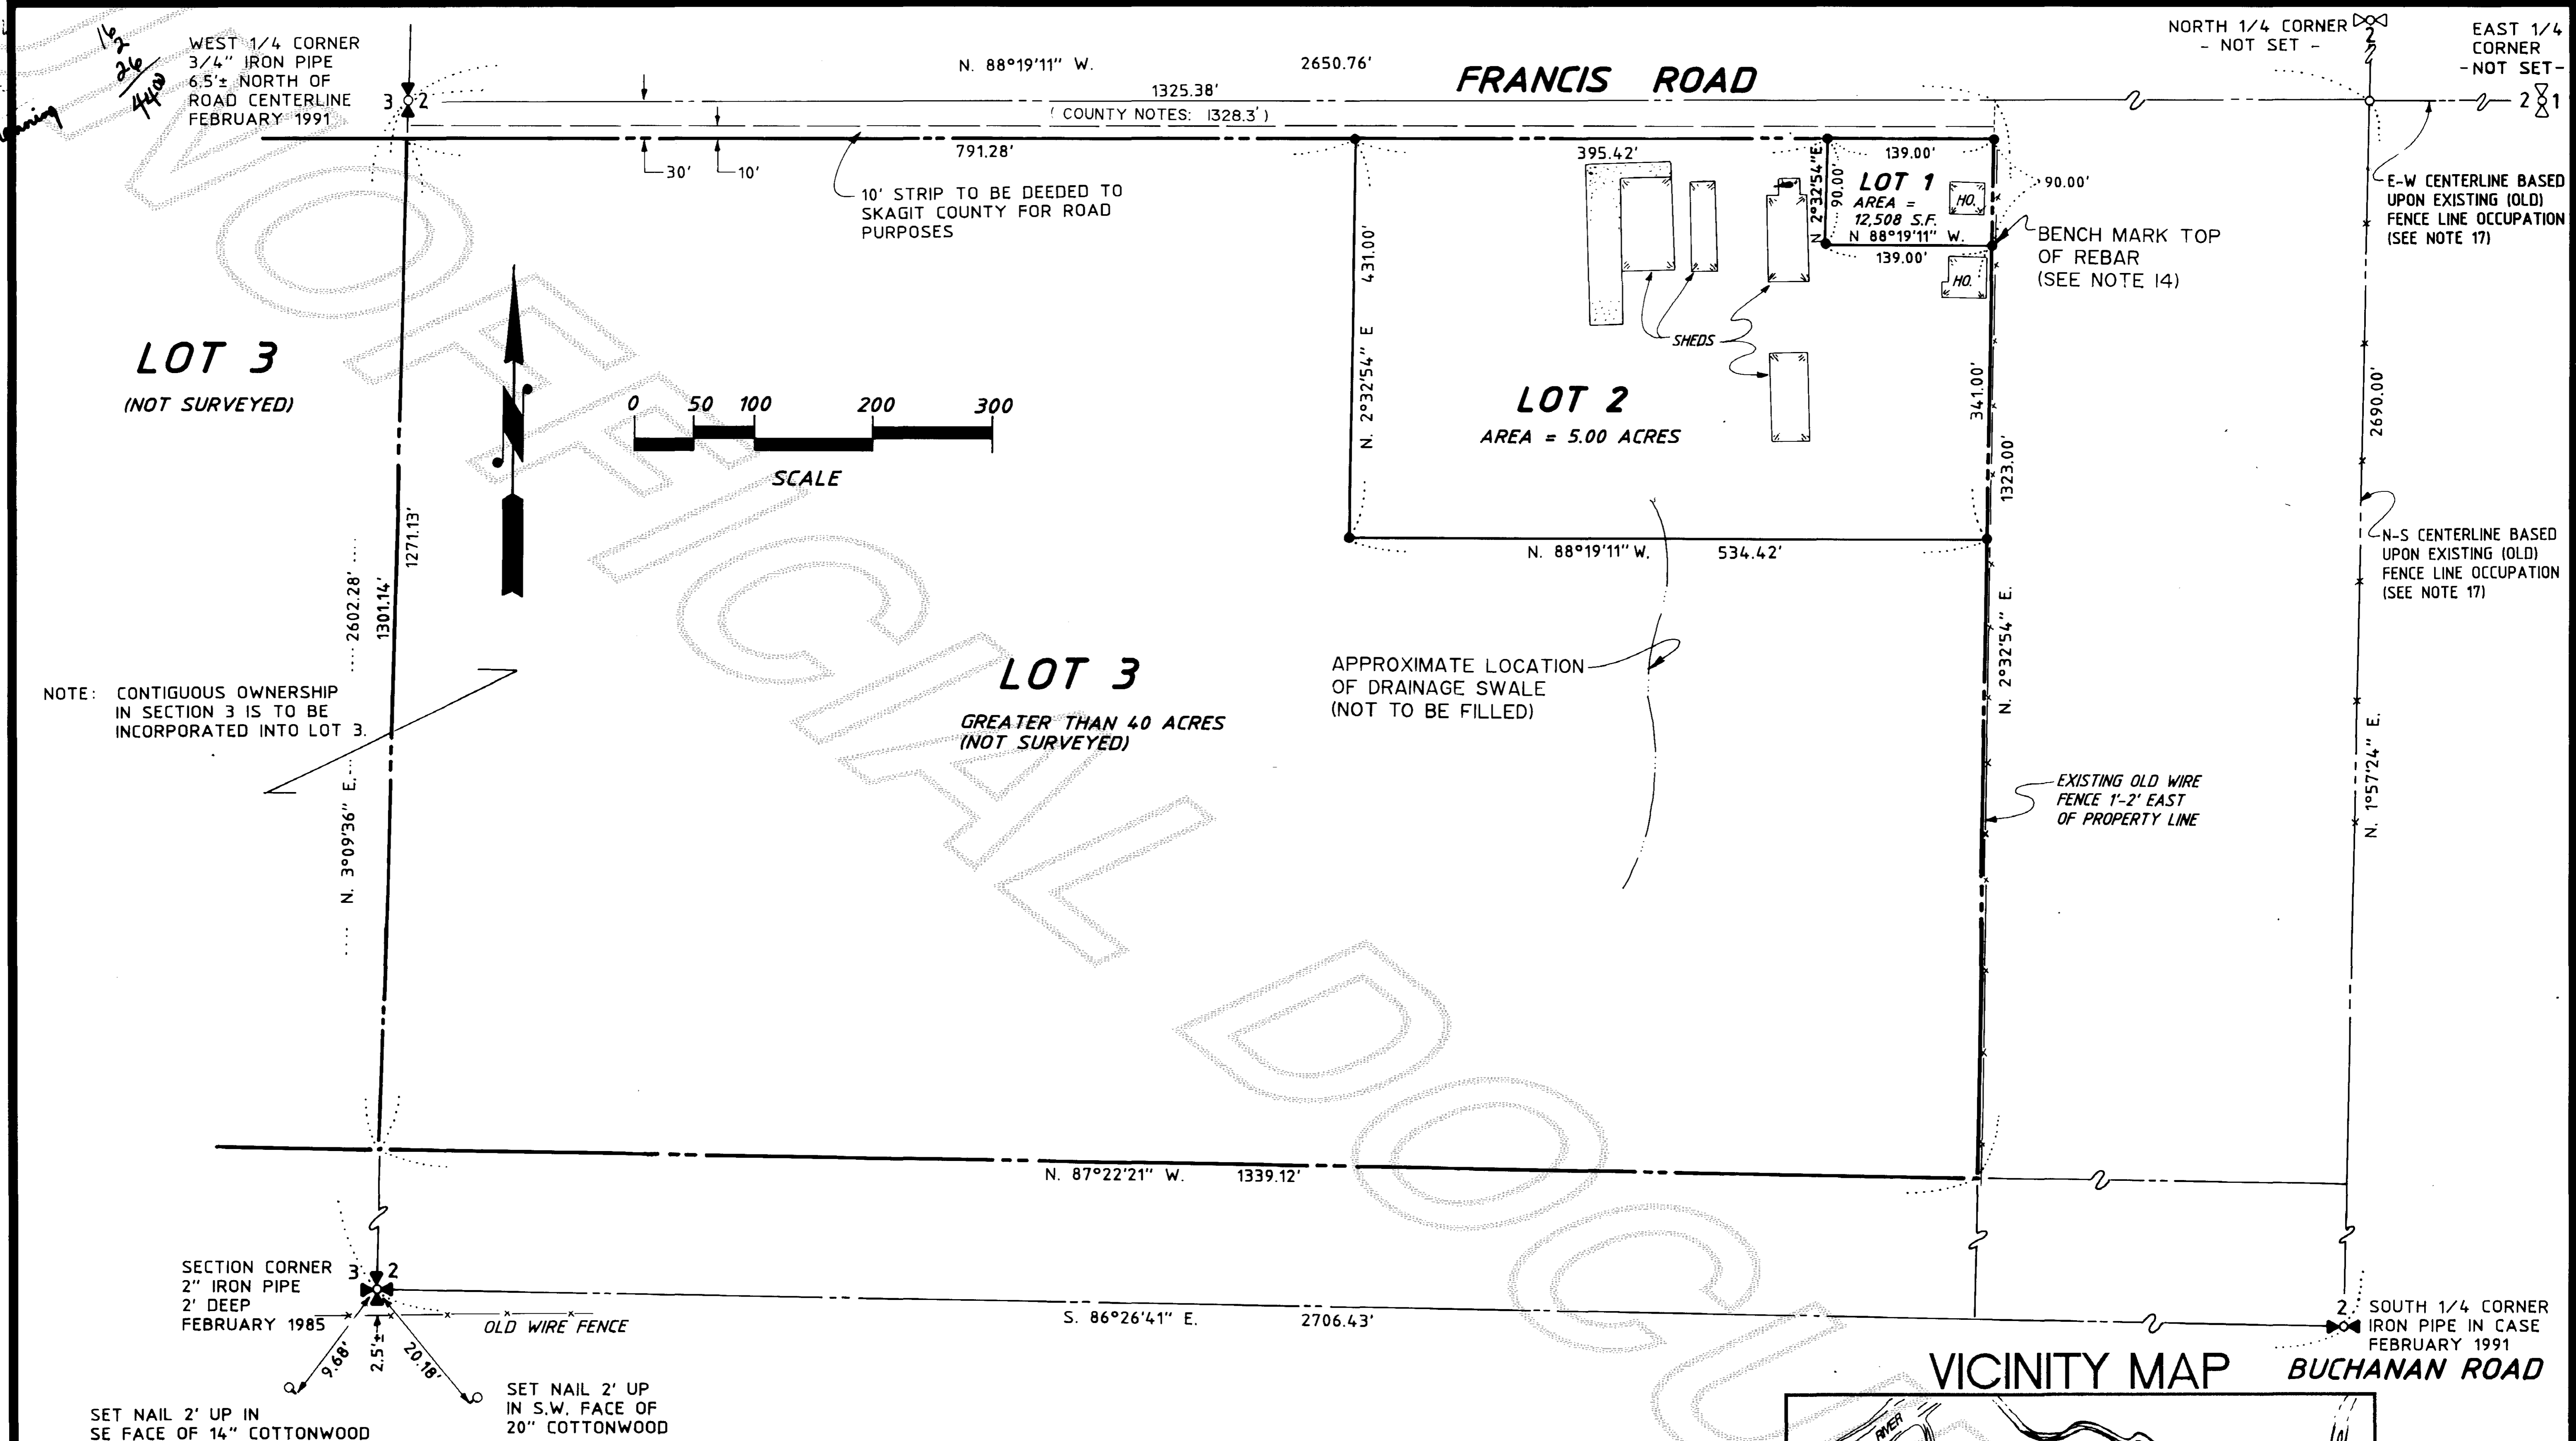 16
2
26
4400
WEST 1/4 CORNER
3/4" IRON PIPE
6.5'± NORTH OF
ROAD CENTERLINE
FEBRUARY 1991
3 2
N. 88°19'11" W. 2650.76'
1325.38'
( COUNTY NOTES: 1328.3' )
FRANCIS ROAD
NORTH 1/4 CORNER
- NOT SET -
2
EAST 1/4
CORNER
-NOT SET-
2 1
791.28'
30'
10'
10' STRIP TO BE DEEDED TO
SKAGIT COUNTY FOR ROAD
PURPOSES
395.42'
139.00'
N 2°32'54"E
90.00'
LOT 1
AREA =
12,508 S.F.
N 88°19'11" W.
139.00'
HO.
HO.
90.00'
BENCH MARK TOP
OF REBAR
(SEE NOTE 14)
E-W CENTERLINE BASED
UPON EXISTING (OLD)
FENCE LINE OCCUPATION
(SEE NOTE 17)
LOT 3
(NOT SURVEYED)
0 50 100 200 300
SCALE
N. 2°32'54" E 431.00'
SHEDS
LOT 2
AREA = 5.00 ACRES
341.00'
1323.00'
2690.00'
N. 88°19'11" W. 534.42'
N-S CENTERLINE BASED
UPON EXISTING (OLD)
FENCE LINE OCCUPATION
(SEE NOTE 17)
1271.13'
2602.28'
1301.14'
N. 3°09'36" E.
N. 2°32'54" E.
N. 1°57'24" E.
NOTE: CONTIGUOUS OWNERSHIP
IN SECTION 3 IS TO BE
INCORPORATED INTO LOT 3.
LOT 3
GREATER THAN 40 ACRES
(NOT SURVEYED)
APPROXIMATE LOCATION
OF DRAINAGE SWALE
(NOT TO BE FILLED)
EXISTING OLD WIRE
FENCE 1'-2' EAST
OF PROPERTY LINE
N. 87°22'21" W. 1339.12'
SECTION CORNER
2" IRON PIPE
2' DEEP
FEBRUARY 1985
3 2
OLD WIRE FENCE
9.68'
2.5'±
20.18'
S. 86°26'41" E. 2706.43'
2
SOUTH 1/4 CORNER
IRON PIPE IN CASE
FEBRUARY 1991
BUCHANAN ROAD
SET NAIL 2' UP IN
SE FACE OF 14" COTTONWOOD
SET NAIL 2' UP
IN S.W. FACE OF
20" COTTONWOOD
VICINITY MAP
RIVER